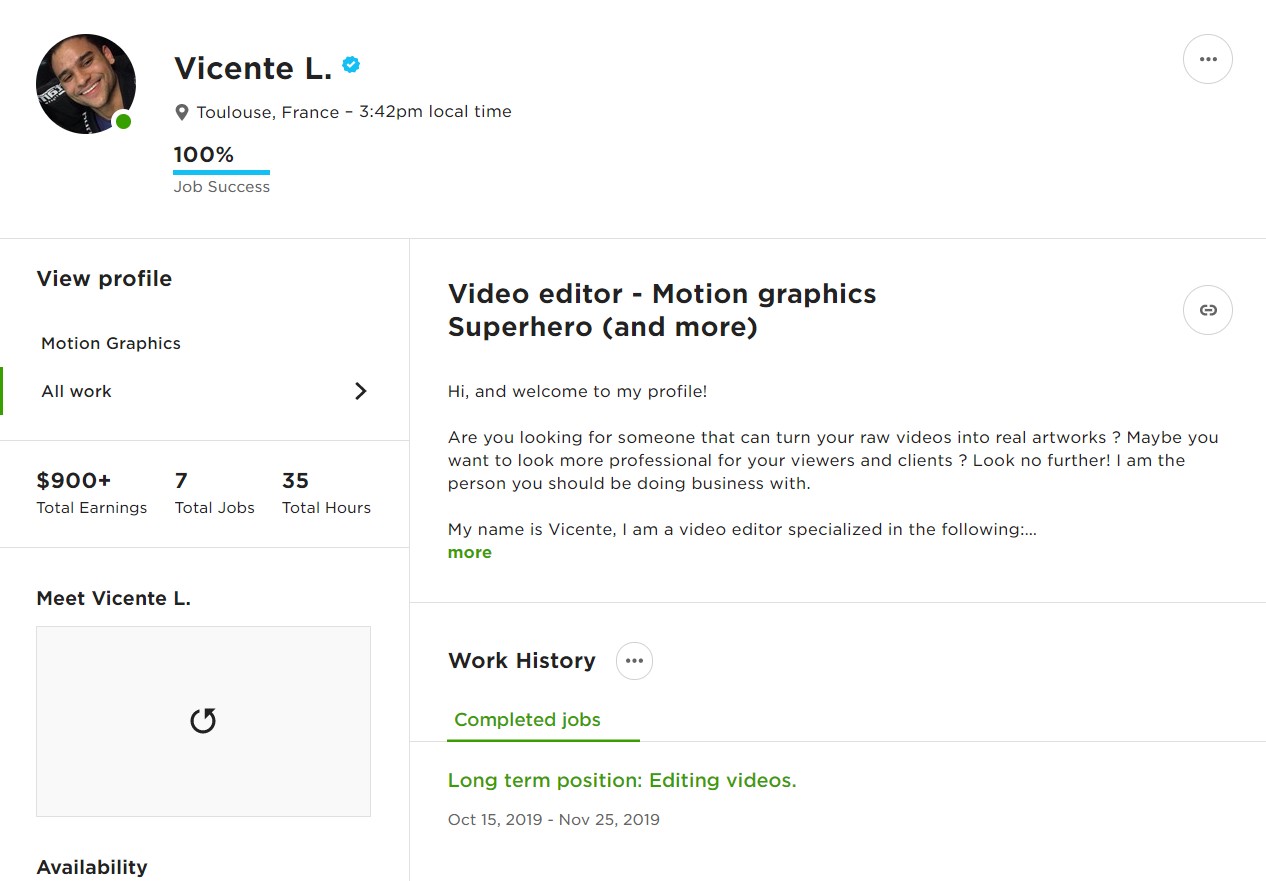 Vicente L.
Toulouse, France – 3:42pm local time
100%
Job Success
View profile
Motion Graphics
All work
$900+
Total Earnings
7
Total Jobs
35
Total Hours
Meet Vicente L.
Availability
Video editor - Motion graphics
Superhero (and more)
Hi, and welcome to my profile!
Are you looking for someone that can turn your raw videos into real artworks ? Maybe you
want to look more professional for your viewers and clients ? Look no further! I am the
person you should be doing business with.
My name is Vicente, I am a video editor specialized in the following:...
more
Work History
Completed jobs
Long term position: Editing videos.
Oct 15, 2019 - Nov 25, 2019